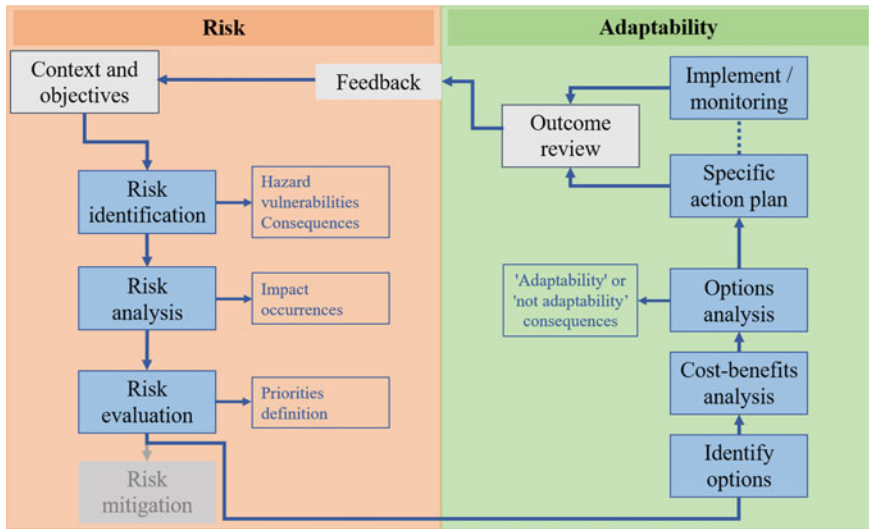 Risk
Context and
objectives
Risk
identification
Hazard
vulnerabilities
Consequences
Risk
analysis
Impact
occurrences
Risk
evaluation
Priorities
definition
Risk
mitigation
Feedback
Adaptability
Implement /
monitoring
Outcome
review
Specific
action plan
'Adaptability' or
'not adaptability’
consequences
Options
analysis
Cost-benefits
analysis
Identify
options